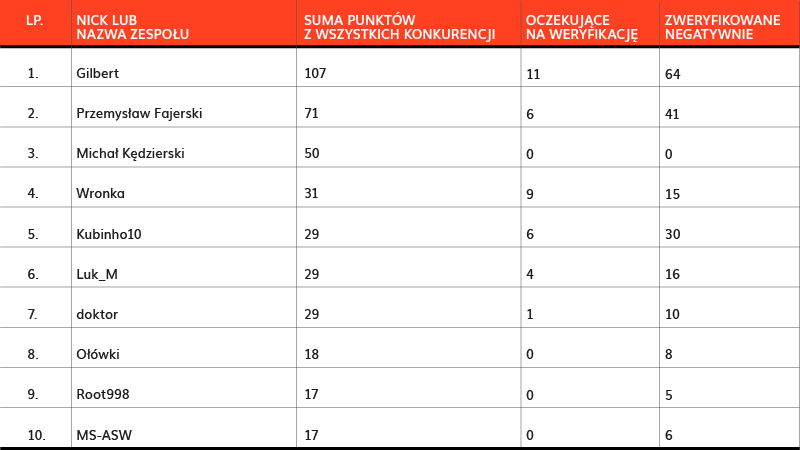 LP. NICK LUB NAZWA ZESPOŁU SUMA PUNKTÓW Z WSZYSTKICH KONKURENCJI OCZEKUJĄCE NA WERYFIKACJĘ ZWERYFIKOWANE NEGATYWNIE
1. Gilbert 107 11 64
2. Przemysław Fajerski 71 6 41
3. Michał Kędzierski 50 0 0
4. Wronka 31 9 15
5. Kubinho10 29 6 30
6. Luk_M 29 4 16
7. doktor 29 1 10
8. Ołówki 18 0 8
9. Root998 17 0 5
10. MS-ASW 17 0 6